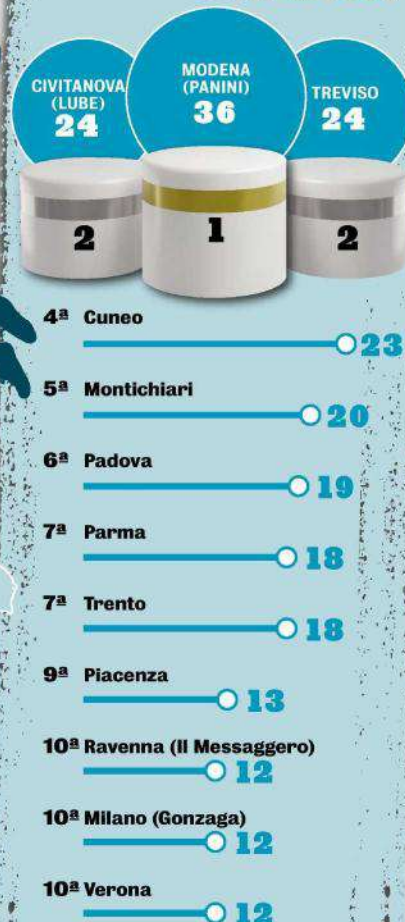 CIVITANOVA
(LUBE)
24
MODENA
(PANINI)
36
TREVISO
24
2
1
2
4ª Cuneo
23
5ª Montichiari
20
6ª Padova
19
7ª Parma
18
7ª Trento
18
9ª Piacenza
13
10ª Ravenna (Il Messaggero)
12
10ª Milano (Gonzaga)
12
10ª Verona
12